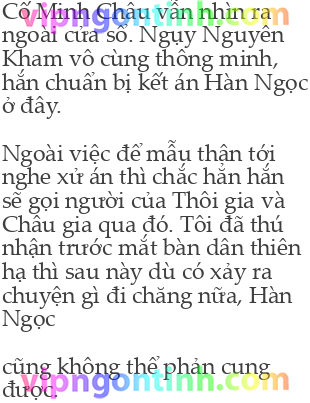 Cố Minh Châu vẫn nhìn ra
ngoài cửa sổ. Ngụy Nguyên
Kham vô cùng thông minh,
hắn chuẩn bị kết án Hàn Ngọc
ở đây.
Ngoài việc để mẫu thân tới
nghe xử án thì chắc hẳn hắn
sẽ gọi người của Thôi gia và
Châu gia qua đó. Tôi đã thú
nhận trước mắt bàn dân thiên
hạ thì sau này dù có xảy ra
chuyện gì đi chăng nữa, Hàn
Ngọc
cũng không thể phản cung
được.
vipngontinh.com
vipngontinh.com
vipngontinh.com